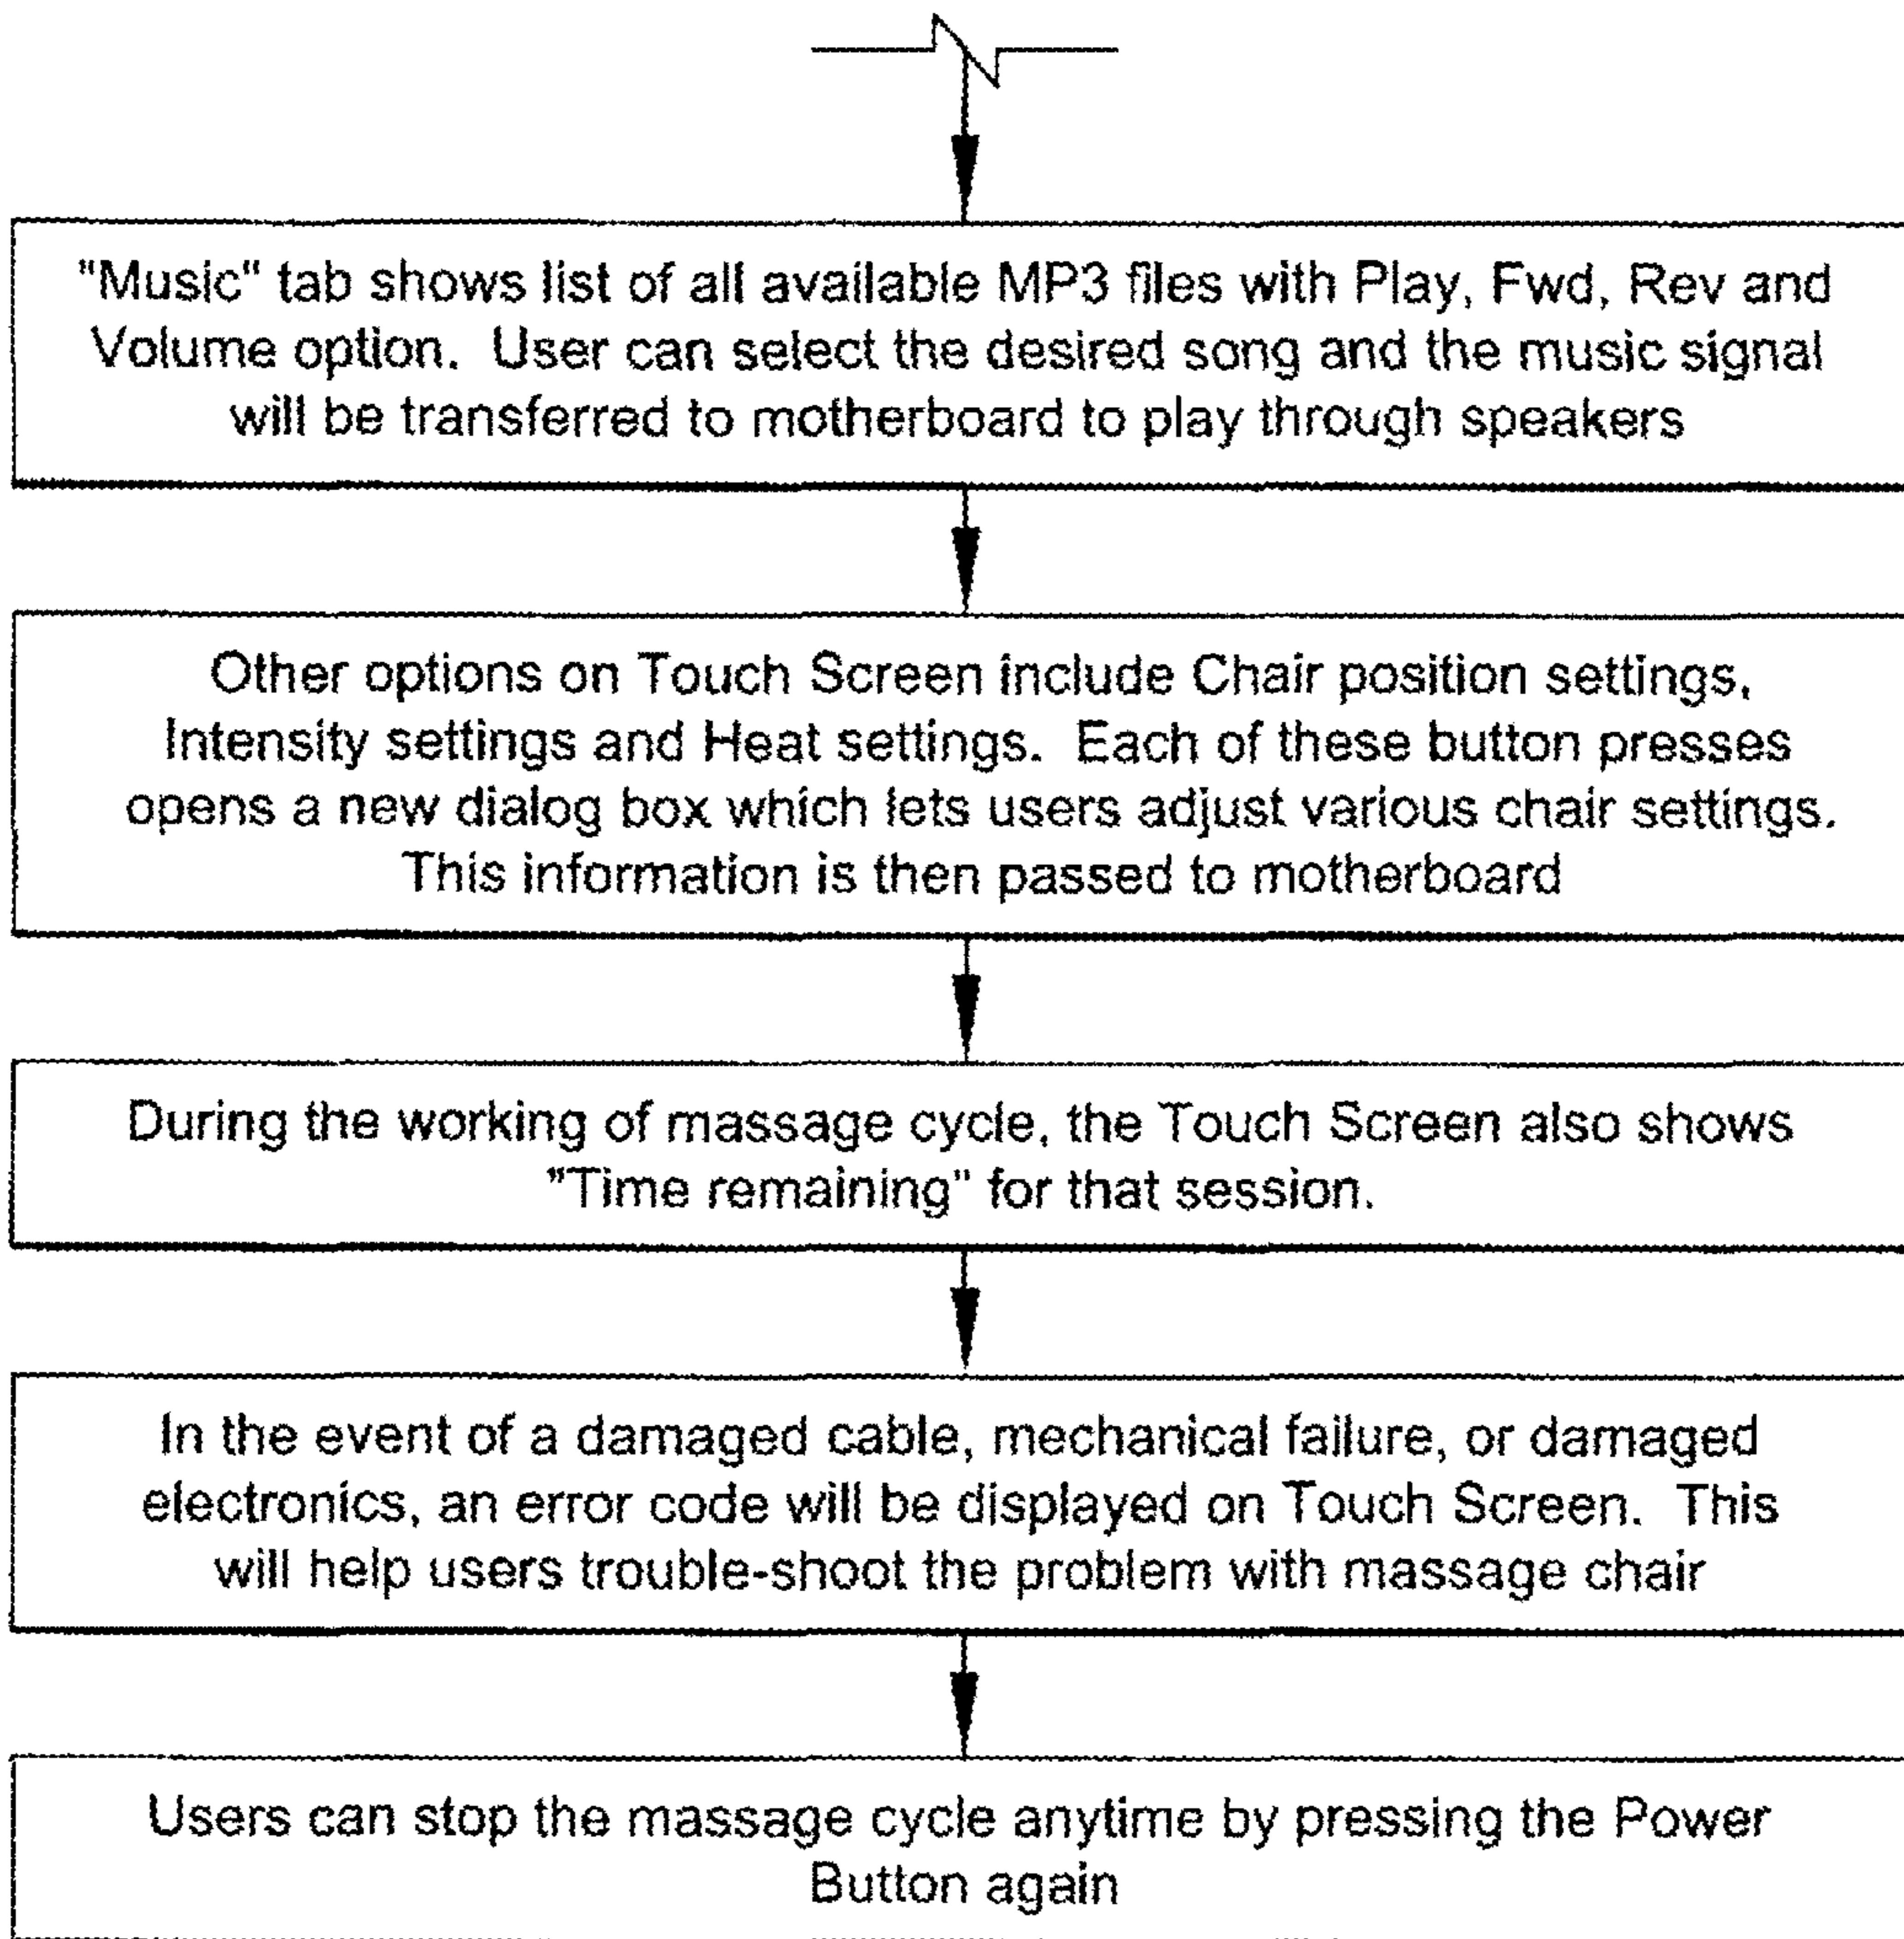 "Music" tab shows list of all available MP3 files with Play, Fwd, Rev and
Volume option.  User can select the desired song and the music signal
will be transferred to motherboard to play through speakers
Other options on Touch Screen include Chair position settings,
Intensity settings and Heat settings.  Each of these button presses
opens a new dialog box which lets users adjust various chair settings.
This information is then passed to motherboard
During the working of massage cycle, the Touch Screen also shows
"Time remaining" for that session.
In the event of a damaged cable, mechanical failure, or damaged
electronics, an error code will be displayed on Touch Screen.  This
will help users trouble-shoot the problem with massage chair
Users can stop the massage cycle anytime by pressing the Power
Button again